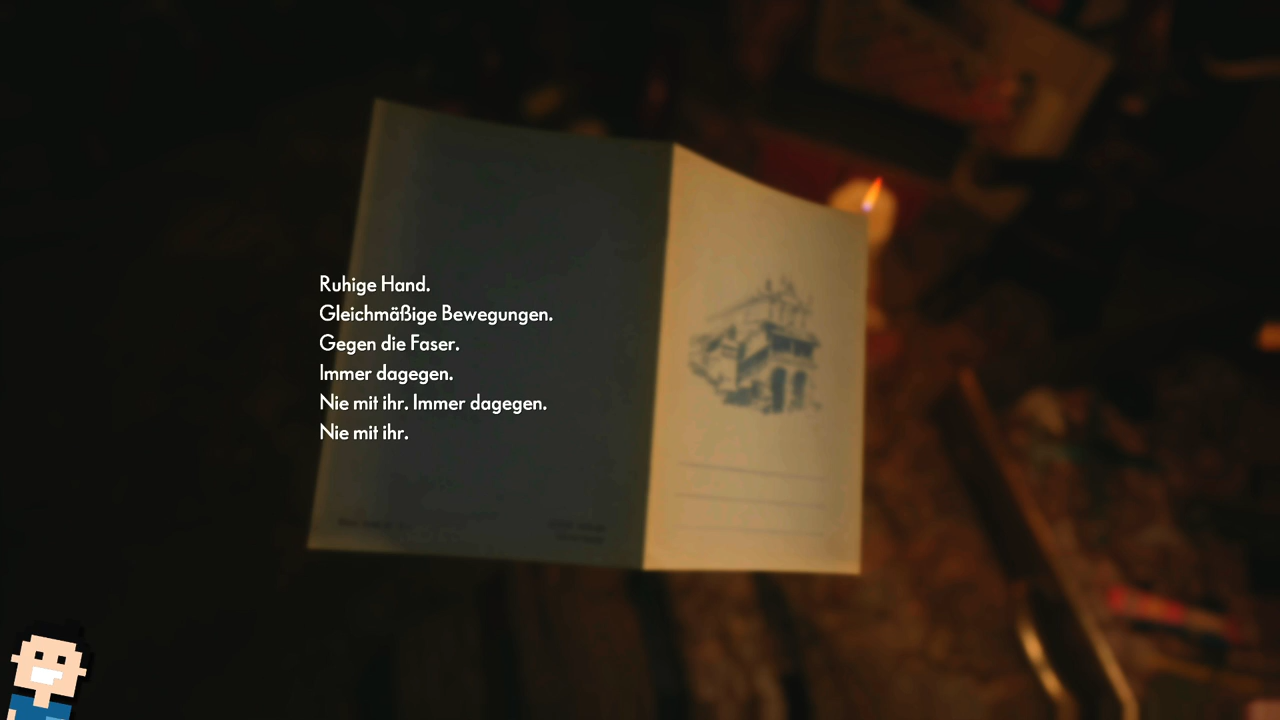 Ruhige Hand.
Gleichmäßige Bewegungen.
Gegen die Faser.
Immer dagegen.
Nie mit ihr. Immer dagegen.
Nie mit ihr.